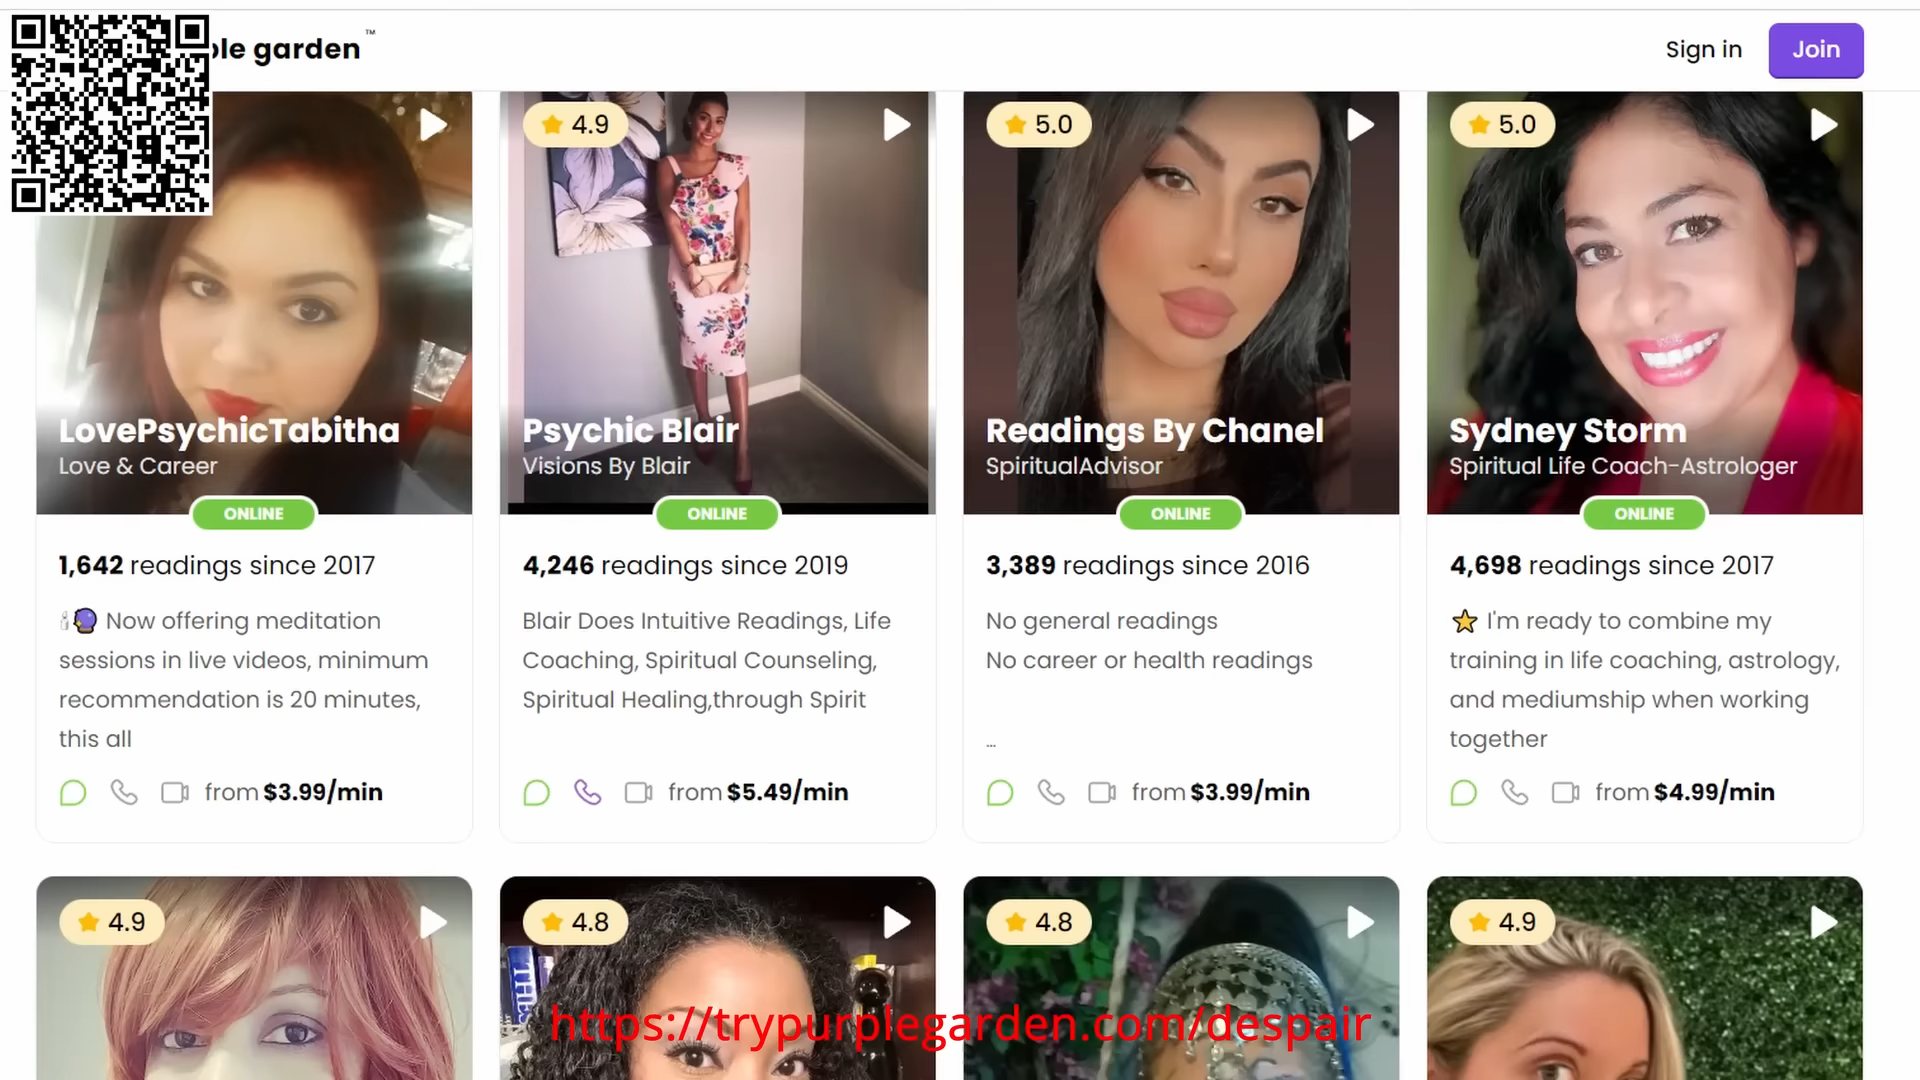 ple garden™
Sign in
Join
LovePsychicTabitha
Love & Career
ONLINE
1,642 readings since 2017
Now offering meditation
sessions in live videos, minimum
recommendation is 20 minutes,
this all
from $3.99/min
4.9
Psychic Blair
Visions By Blair
ONLINE
4,246 readings since 2019
Blair Does Intuitive Readings, Life
Coaching, Spiritual Counseling,
Spiritual Healing,through Spirit
from $5.49/min
5.0
Readings By Chanel
SpiritualAdvisor
ONLINE
3,389 readings since 2016
No general readings
No career or health readings
...
from $3.99/min
5.0
Sydney Storm
Spiritual Life Coach-Astrologer
ONLINE
4,698 readings since 2017
I'm ready to combine my
training in life coaching, astrology,
and mediumship when working
together
from $4.99/min
4.9
4.8
4.8
4.9
https://trypurplegarden.com/despair